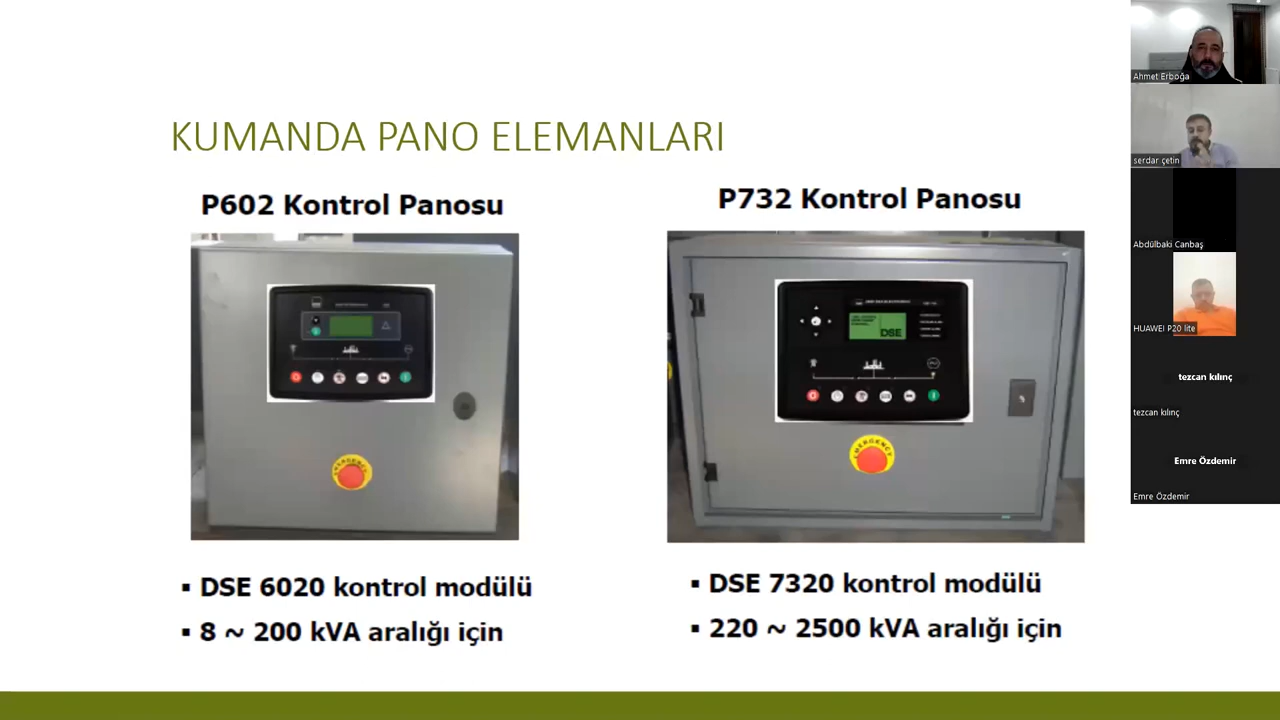 KUMANDA PANO ELEMANLARI
P602 Kontrol Panosu
P732 Kontrol Panosu
EMERGENCY
DSE
EMERGENCY
▪ DSE 6020 kontrol modülü
▪ 8 ~ 200 kVA aralığı için
▪ DSE 7320 kontrol modülü
▪ 220 ~ 2500 kVA aralığı için
Ahmet Erboğa
serdar çetin
Abdülbaki Canbaş
HUAWEI P20 lite
tezcan kılınç
tezcan kılınç
Emre Özdemir
Emre Özdemir